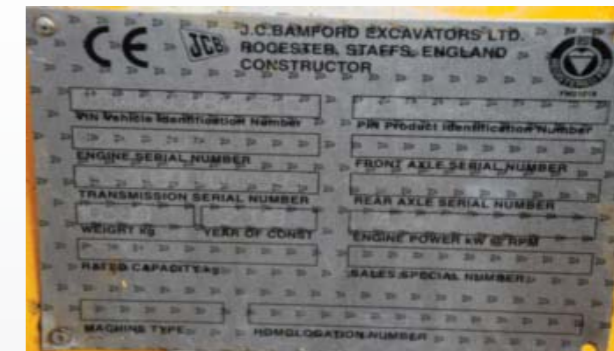 CE JCB J.C.BAMFORD EXCAVATORS LTD.
ROCESTER, STAFFS, ENGLAND
CONSTRUCTOR
VIN Vehicle Identification Number PIN Product Identification Number
ENGINE SERIAL NUMBER FRONT AXLE SERIAL NUMBER
TRANSMISSION SERIAL NUMBER REAR AXLE SERIAL NUMBER
WEIGHT kg YEAR OF CONST ENGINE POWER kW @ RPM
RATED CAPACITY kg SALES SPECIAL NUMBER
MACHINE TYPE HOMOLOGATION NUMBER